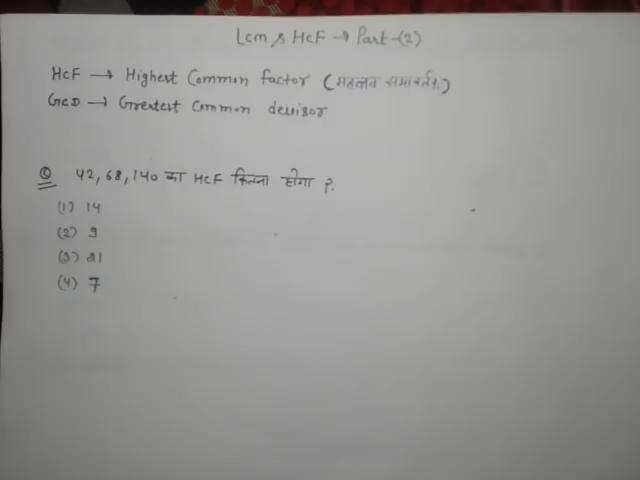 Lcm & HCF → Part-(2)
HCF → Highest Common factor (महत्तम समावर्तक)
GCD → Greatest Common devisor
Q 42, 68, 140 का HCF कितना होगा ?.
(1) 14
(2) 9
(3) 21
(4) 7